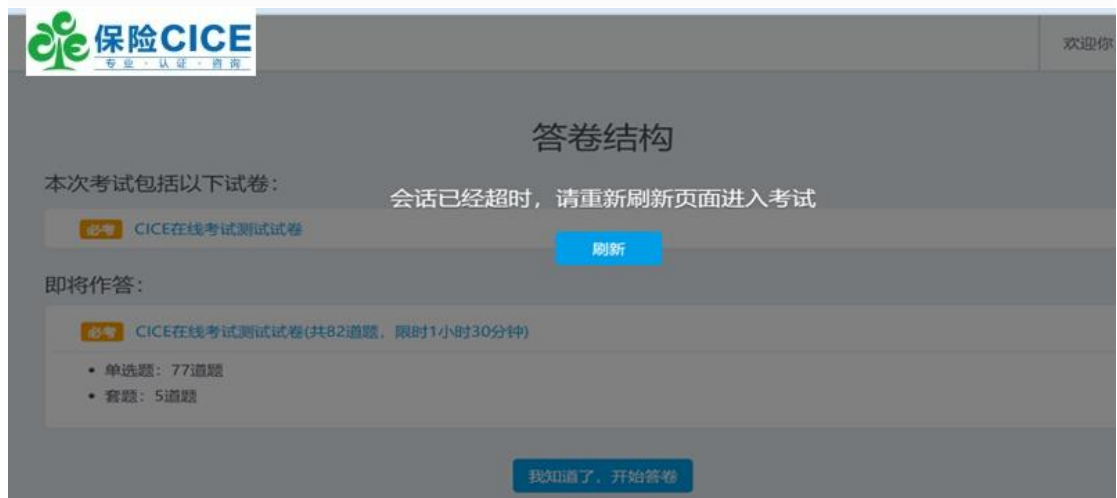 保险CICE
专业·认证·咨询
欢迎你
答卷结构
本次考试包括以下试卷：
会话已经超时，请重新刷新页面进入考试
必考 CICE在线考试测试试卷
刷新
即将作答：
必考 CICE在线考试测试试卷(共82道题，限时1小时30分钟)
• 单选题：77道题
• 套题：5道题
我知道了，开始答卷